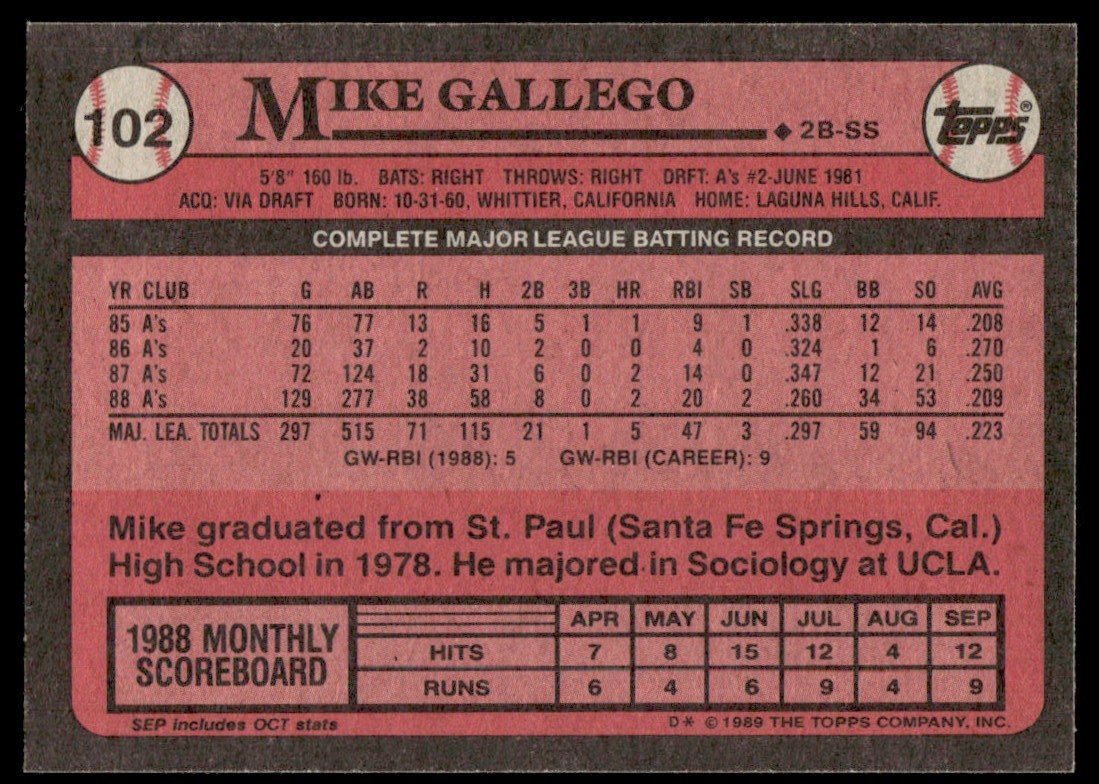 102
MIKE GALLEGO
2B-SS
TOPPS®
5'8" 160 lb. BATS: RIGHT THROWS: RIGHT DRFT: A's #2-JUNE 1981
ACQ: VIA DRAFT BORN: 10-31-60, WHITTIER, CALIFORNIA HOME: LAGUNA HILLS, CALIF.
COMPLETE MAJOR LEAGUE BATTING RECORD
YR CLUB G AB R H 2B 3B HR RBI SB SLG BB SO AVG
85 A's 76 77 13 16 5 1 1 9 1 .338 12 14 .208
86 A's 20 37 2 10 2 0 0 4 0 .324 1 6 .270
87 A's 72 124 18 31 6 0 2 14 0 .347 12 21 .250
88 A's 129 277 38 58 8 0 2 20 2 .260 34 53 .209
MAJ. LEA. TOTALS 297 515 71 115 21 1 5 47 3 .297 59 94 .223
GW-RBI (1988): 5 GW-RBI (CAREER): 9
Mike graduated from St. Paul (Santa Fe Springs, Cal.)
High School in 1978. He majored in Sociology at UCLA.
1988 MONTHLY
SCOREBOARD
APR MAY JUN JUL AUG SEP
HITS 7 8 15 12 4 12
RUNS 6 4 6 9 4 9
SEP includes OCT stats
D* © 1989 THE TOPPS COMPANY, INC.